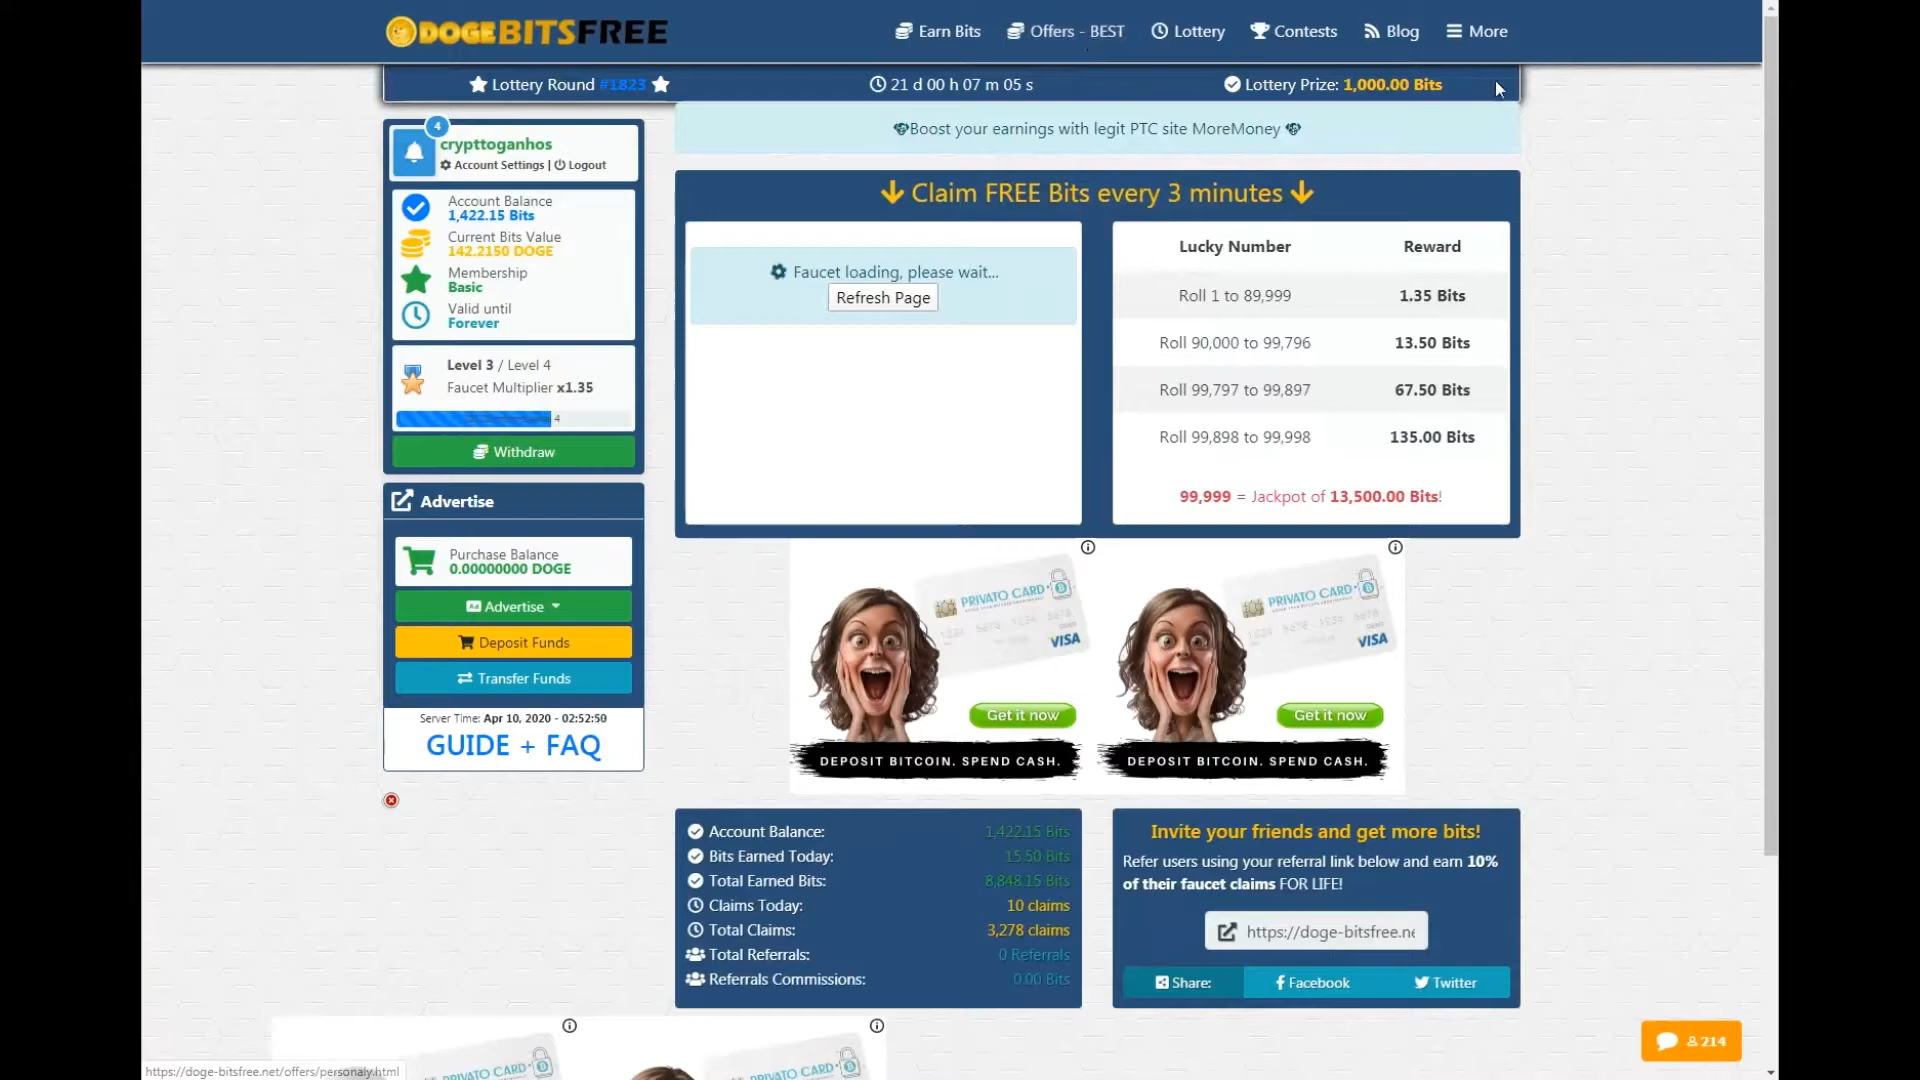 DOGEBITSFREE
Earn Bits
Offers - BEST
Lottery
Contests
Blog
More
Lottery Round #1823
21 d 00 h 07 m 05 s
Lottery Prize: 1,000.00 Bits
4
crypttoganhos
Account Settings | Logout
Account Balance
1,422.15 Bits
Current Bits Value
142.2150 DOGE
Membership
Basic
Valid until
Forever
Level 3 / Level 4
Faucet Multiplier x1.35
4
Withdraw
Advertise
Purchase Balance
0.00000000 DOGE
Ad Advertise
Deposit Funds
Transfer Funds
Server Time: Apr 10, 2020 - 02:52:50
GUIDE + FAQ
Boost your earnings with legit PTC site MoreMoney
Claim FREE Bits every 3 minutes
Faucet loading, please wait...
Refresh Page
Lucky Number Reward
Roll 1 to 89,999 1.35 Bits
Roll 90,000 to 99,796 13.50 Bits
Roll 99,797 to 99,897 67.50 Bits
Roll 99,898 to 99,998 135.00 Bits
99,999 = Jackpot of 13,500.00 Bits!
PRIVATO CARD
VISA
Get it now
DEPOSIT BITCOIN. SPEND CASH.
PRIVATO CARD
VISA
Get it now
DEPOSIT BITCOIN. SPEND CASH.
Account Balance: 1,422.15 Bits
Bits Earned Today: 15.50 Bits
Total Earned Bits: 8,848.15 Bits
Claims Today: 10 claims
Total Claims: 3,278 claims
Total Referrals: 0 Referrals
Referrals Commissions: 0.00 Bits
Invite your friends and get more bits!
Refer users using your referral link below and earn 10%
of their faucet claims FOR LIFE!
https://doge-bitsfree.ne
Share:
Facebook
Twitter
PRIVATO CARD
PRIVATO CARD
214
https://doge-bitsfree.net/offers/personaly.html